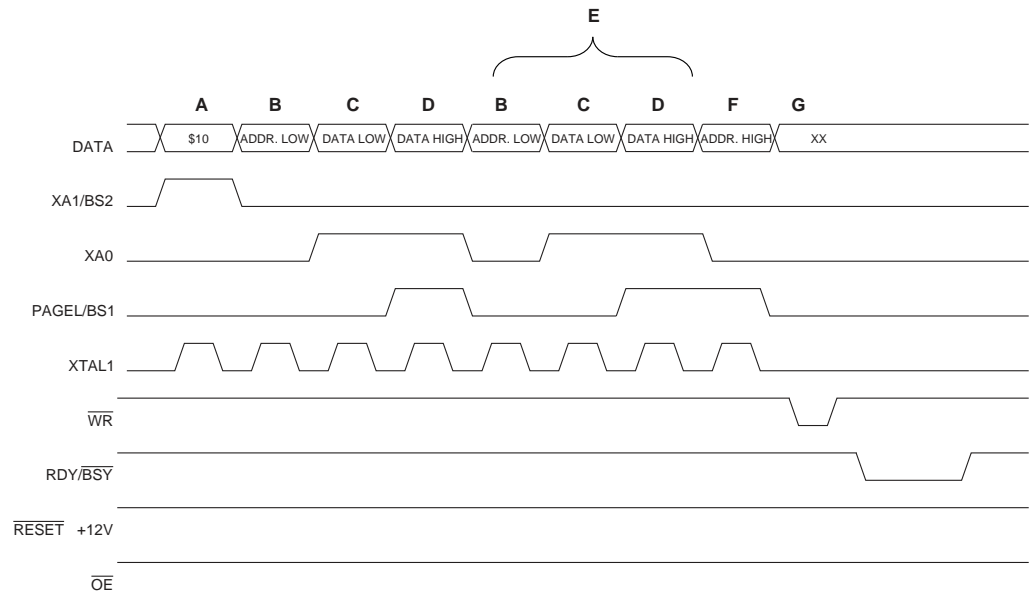 E
A B C D B C D F G
DATA $10 ADDR. LOW DATA LOW DATA HIGH ADDR. LOW DATA LOW DATA HIGH ADDR. HIGH XX
XA1/BS2
XA0
PAGEL/BS1
XTAL1
WR
RDY/BSY
RESET +12V
OE